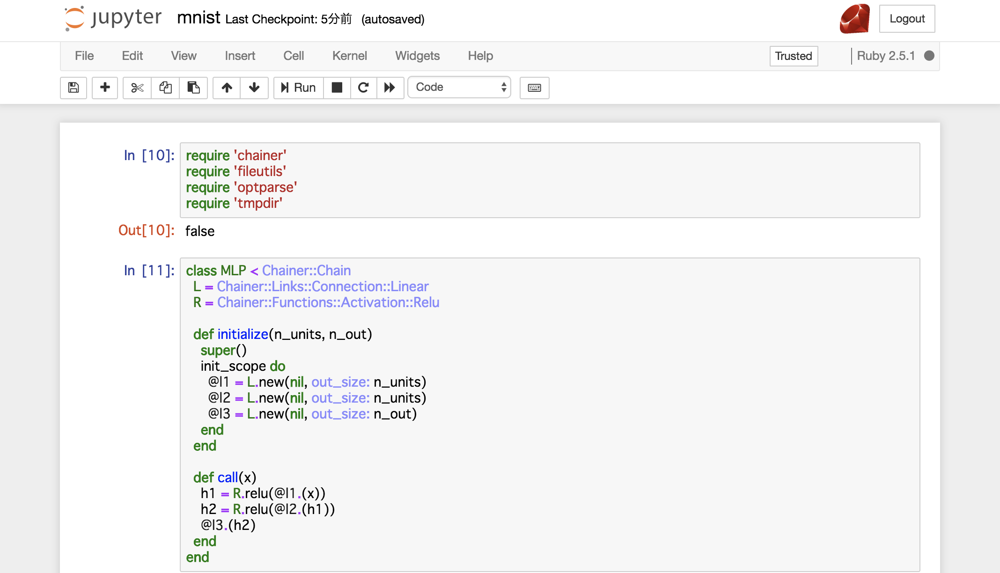 jupyter mnist Last Checkpoint: 5分前 (autosaved) Logout
File Edit View Insert Cell Kernel Widgets Help Trusted Ruby 2.5.1
Run Code
In [10]: require 'chainer'
require 'fileutils'
require 'optparse'
require 'tmpdir'
Out[10]: false
In [11]: class MLP < Chainer::Chain
L = Chainer::Links::Connection::Linear
R = Chainer::Functions::Activation::Relu
def initialize(n_units, n_out)
super()
init_scope do
@l1 = L.new(nil, out_size: n_units)
@l2 = L.new(nil, out_size: n_units)
@l3 = L.new(nil, out_size: n_out)
end
end
def call(x)
h1 = R.relu(@l1.(x))
h2 = R.relu(@l2.(h1))
@l3.(h2)
end
end